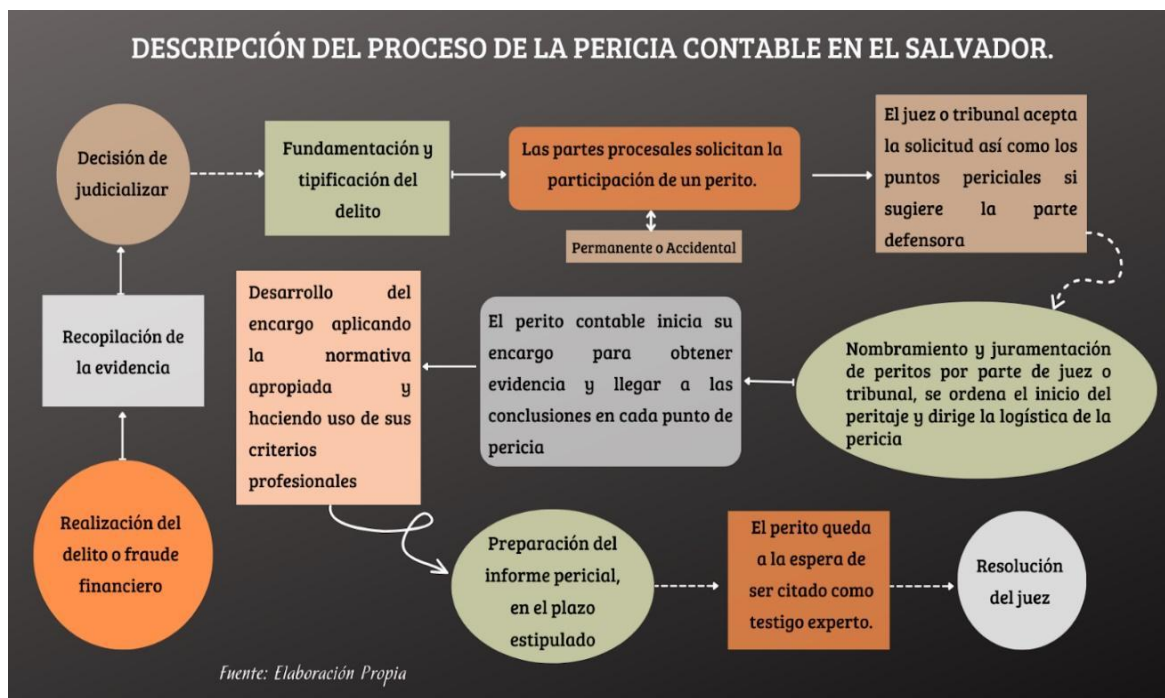 DESCRIPCIÓN DEL PROCESO DE LA PERICIA CONTABLE EN EL SALVADOR.
Realización del
delito o fraude
financiero
Recopilación de
la evidencia
Decisión de
judicializar
Fundamentación y
tipificación del
delito
Las partes procesales solicitan la
participación de un perito.
Permanente o Accidental
El juez o tribunal acepta
la solicitud así como los
puntos periciales si
sugiere la parte
defensora
Nombramiento y juramentación
de peritos por parte de juez o
tribunal, se ordena el inicio del
peritaje y dirige la logística de la
pericia
El perito contable inicia su
encargo para obtener
evidencia y llegar a las
conclusiones en cada punto de
pericia
Desarrollo del
encargo aplicando
la normativa
apropiada y
haciendo uso de sus
criterios
profesionales
Preparación del
informe pericial,
en el plazo
estipulado
El perito queda
a la espera de
ser citado como
testigo experto.
Resolución
del juez
Fuente: Elaboración Propia